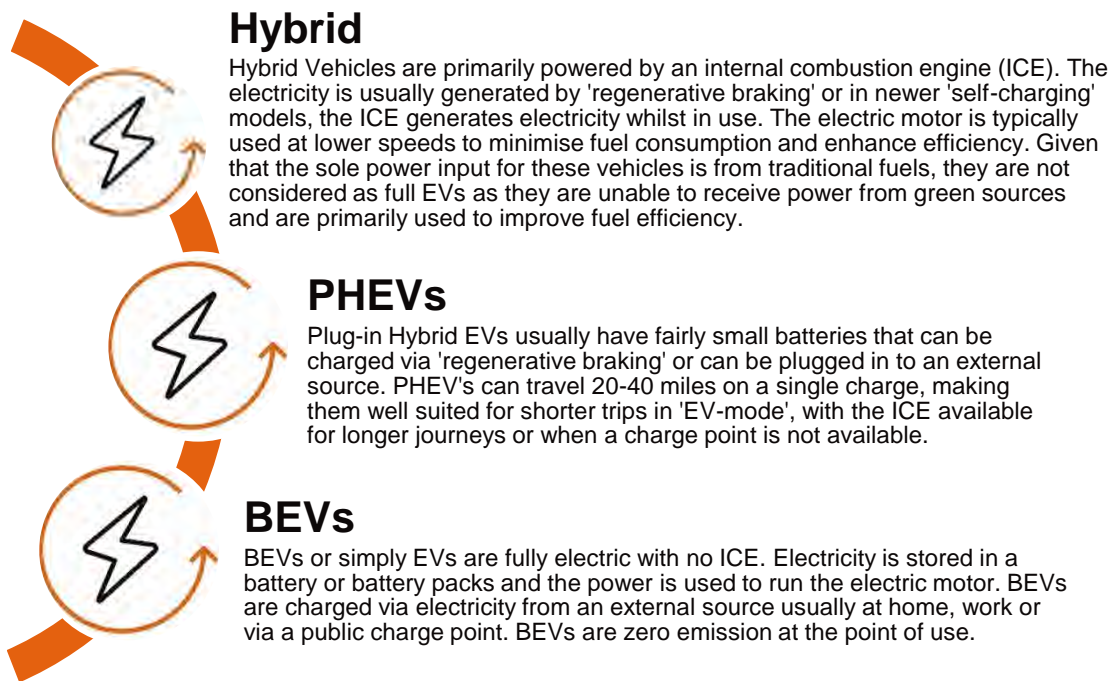 Hybrid
Hybrid Vehicles are primarily powered by an internal combustion engine (ICE). The
electricity is usually generated by 'regenerative braking' or in newer 'self-charging'
models, the ICE generates electricity whilst in use. The electric motor is typically
used at lower speeds to minimise fuel consumption and enhance efficiency. Given
that the sole power input for these vehicles is from traditional fuels, they are not
considered as full EVs as they are unable to receive power from green sources
and are primarily used to improve fuel efficiency.
PHEVs
Plug-in Hybrid EVs usually have fairly small batteries that can be
charged via 'regenerative braking' or can be plugged in to an external
source. PHEV's can travel 20-40 miles on a single charge, making
them well suited for shorter trips in 'EV-mode', with the ICE available
for longer journeys or when a charge point is not available.
BEVs
BEVs or simply EVs are fully electric with no ICE. Electricity is stored in a
battery or battery packs and the power is used to run the electric motor. BEVs
are charged via electricity from an external source usually at home, work or
via a public charge point. BEVs are zero emission at the point of use.